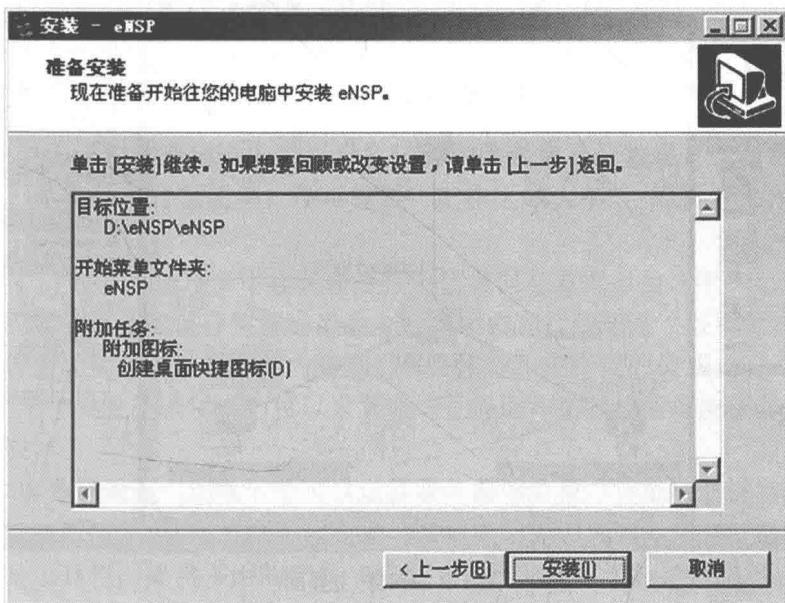 安装 - eNSP
准备安装
现在准备开始往您的电脑中安装 eNSP。
单击 [安装]继续。如果想要回顾或改变设置，请单击 [上一步]返回。
目标位置:
D:\eNSP\eNSP
开始菜单文件夹:
eNSP
附加任务:
附加图标:
创建桌面快捷图标(D)
<上一步(B) 安装(I) 取消